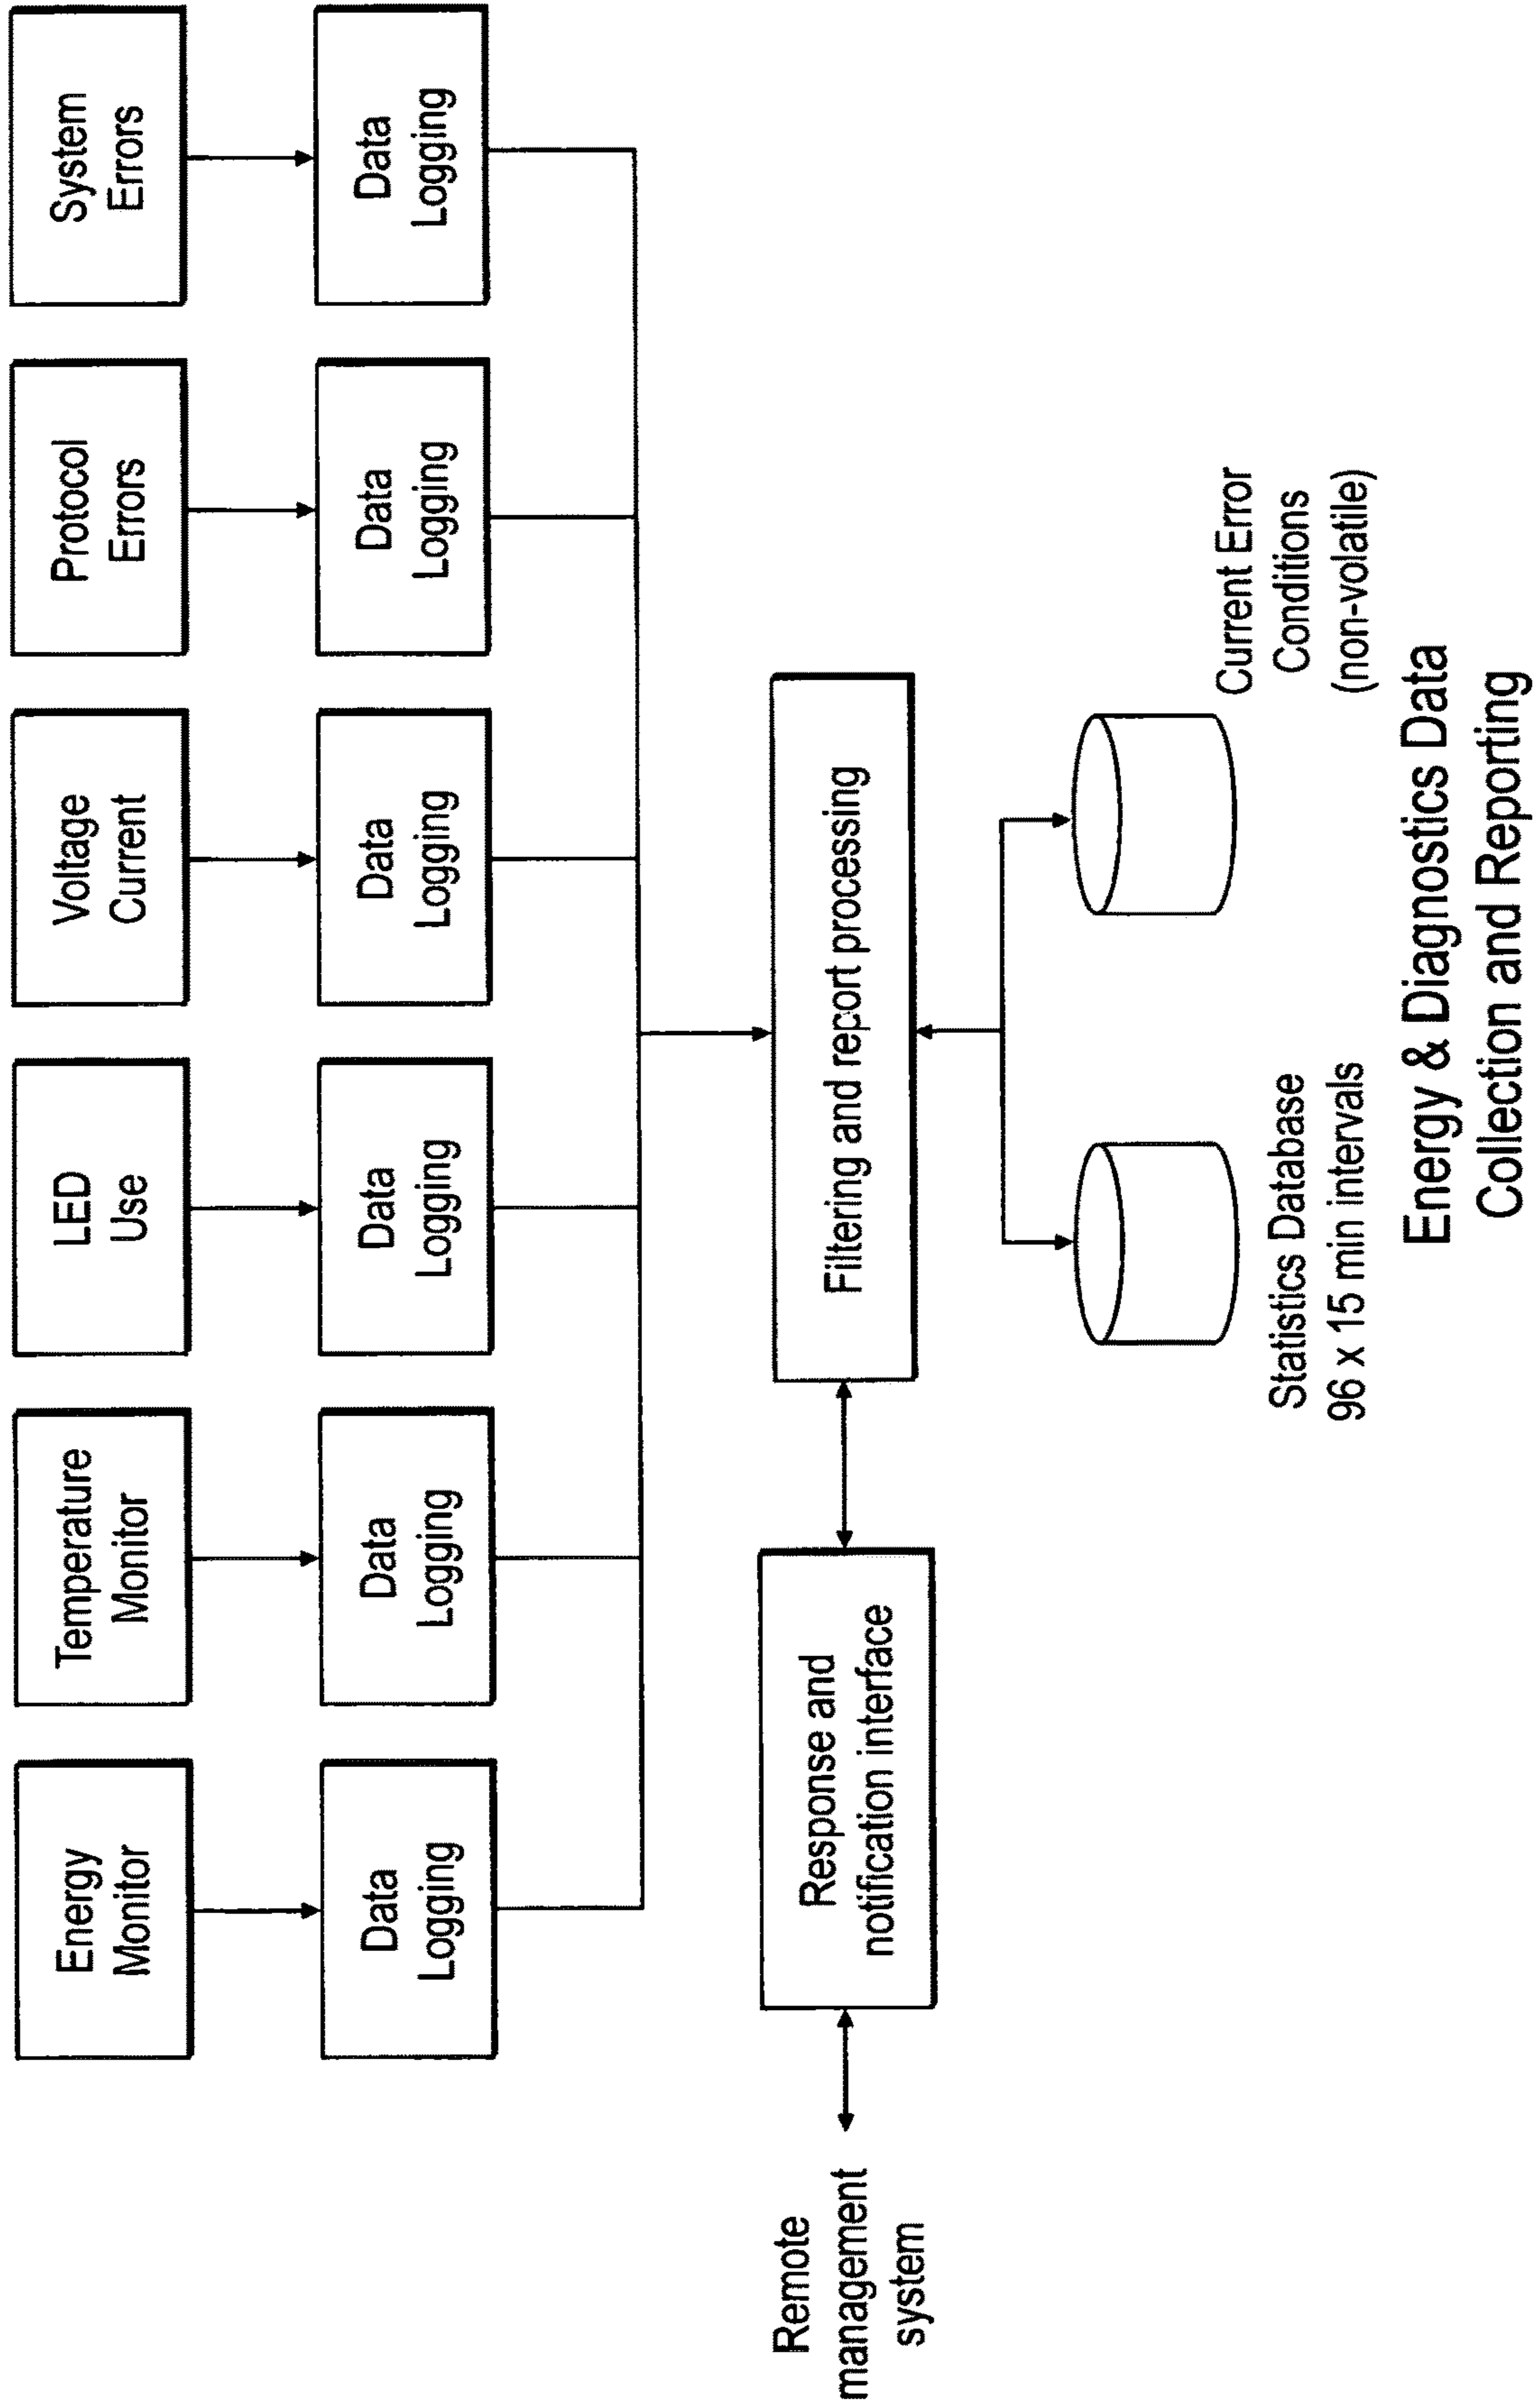 Energy
Monitor
Temperature
Monitor
LED
Use
Voltage
Current
Protocol
Errors
System
Errors
Data
Logging
Data
Logging
Data
Logging
Data
Logging
Data
Logging
Data
Logging
Remote
management
system
Response and
notification interface
Filtering and report processing
Statistics Database
96 x 15 min intervals
Current Error
Conditions
(non-volatile)
Energy & Diagnostics Data
Collection and Reporting